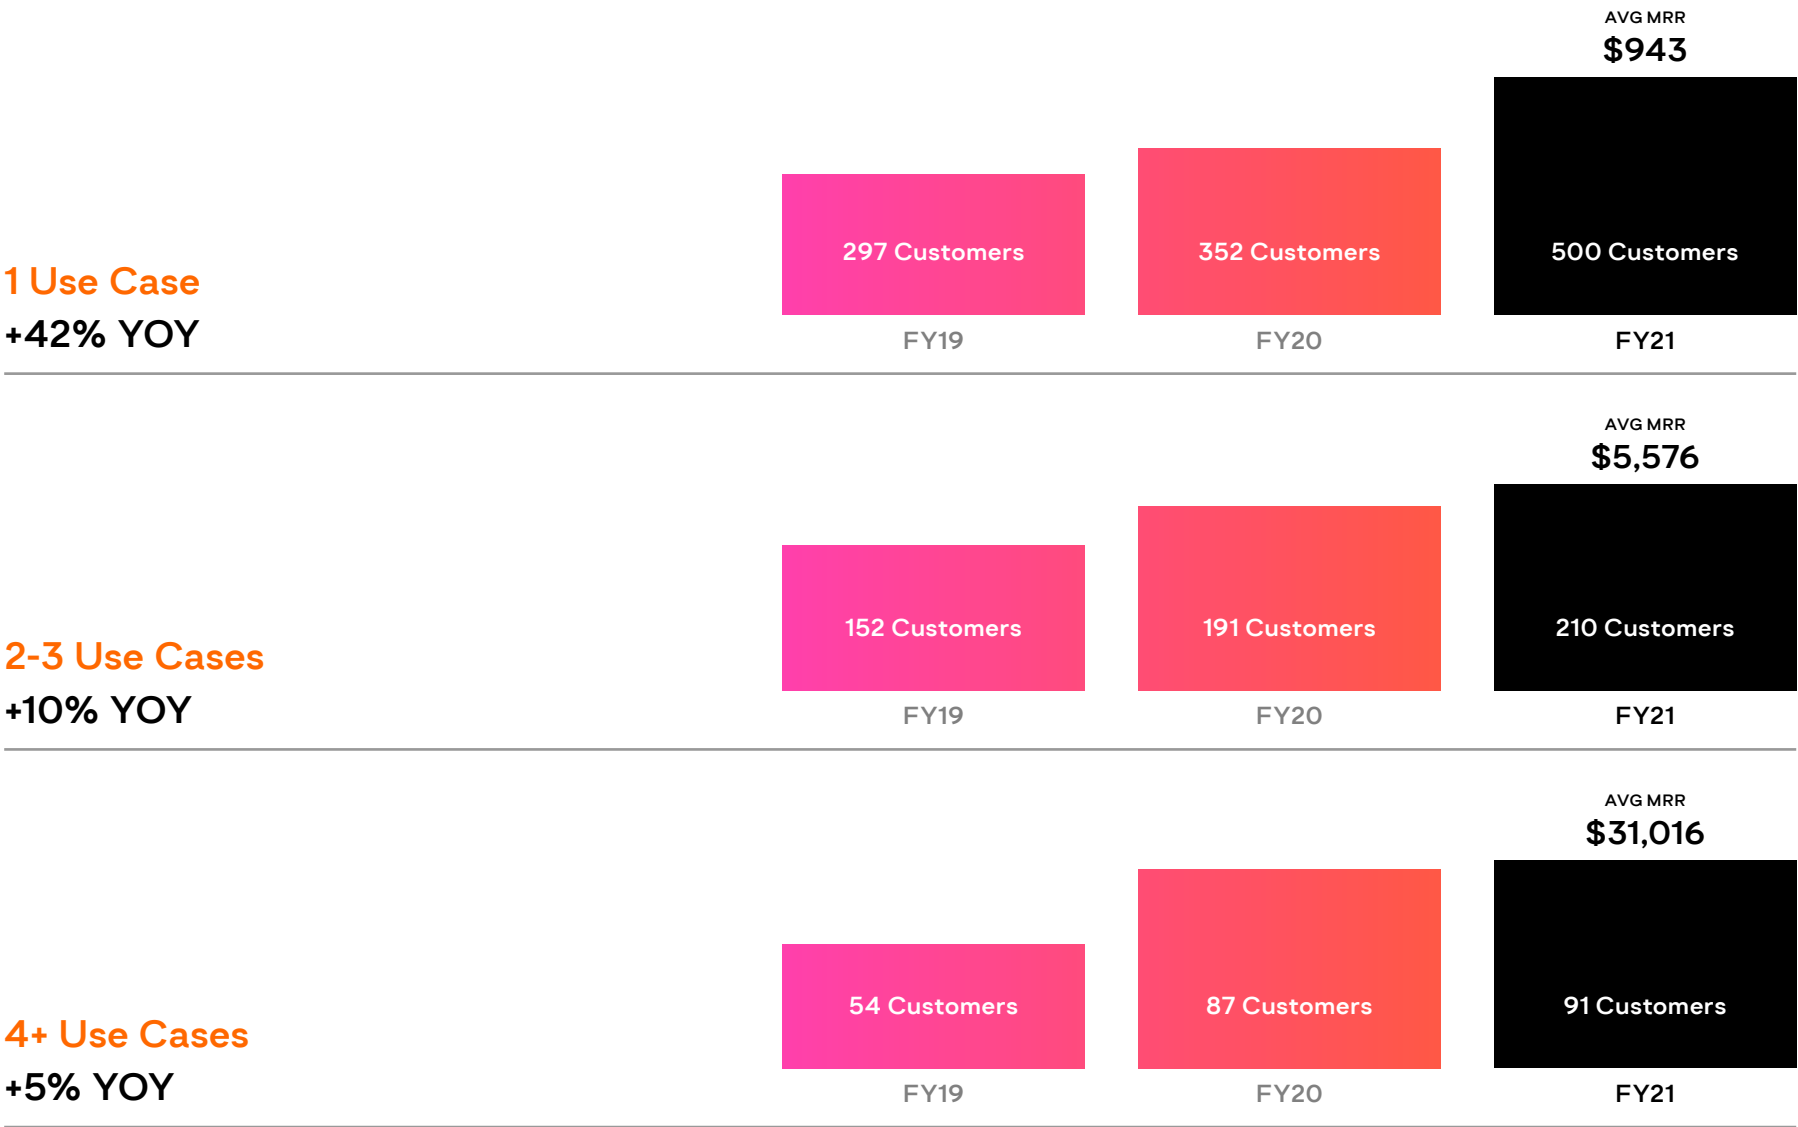 AVG MRR
$943
297 Customers
352 Customers
500 Customers
1 Use Case
+42% YOY
FY19
FY20
FY21
AVG MRR
$5,576
152 Customers
191 Customers
210 Customers
2-3 Use Cases
+10% YOY
FY19
FY20
FY21
AVG MRR
$31,016
54 Customers
87 Customers
91 Customers
4+ Use Cases
+5% YOY
FY19
FY20
FY21